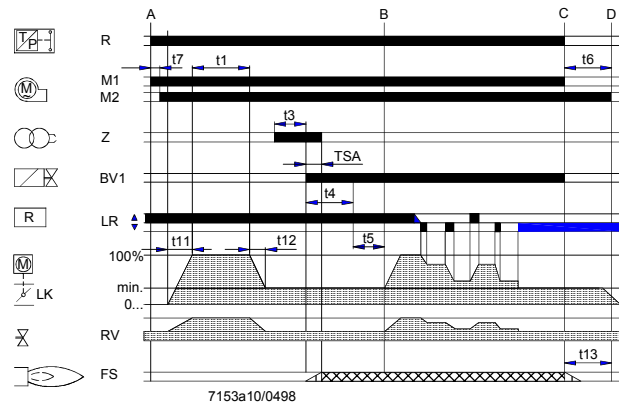 A B C D
T/P R
t7 t1 t6
M M1
M2
t3
Z
TSA
BV1
t4
R LR
t11 t12 t5
M 100%
LK min.
0...
RV
t13
FS
7153a10/0498